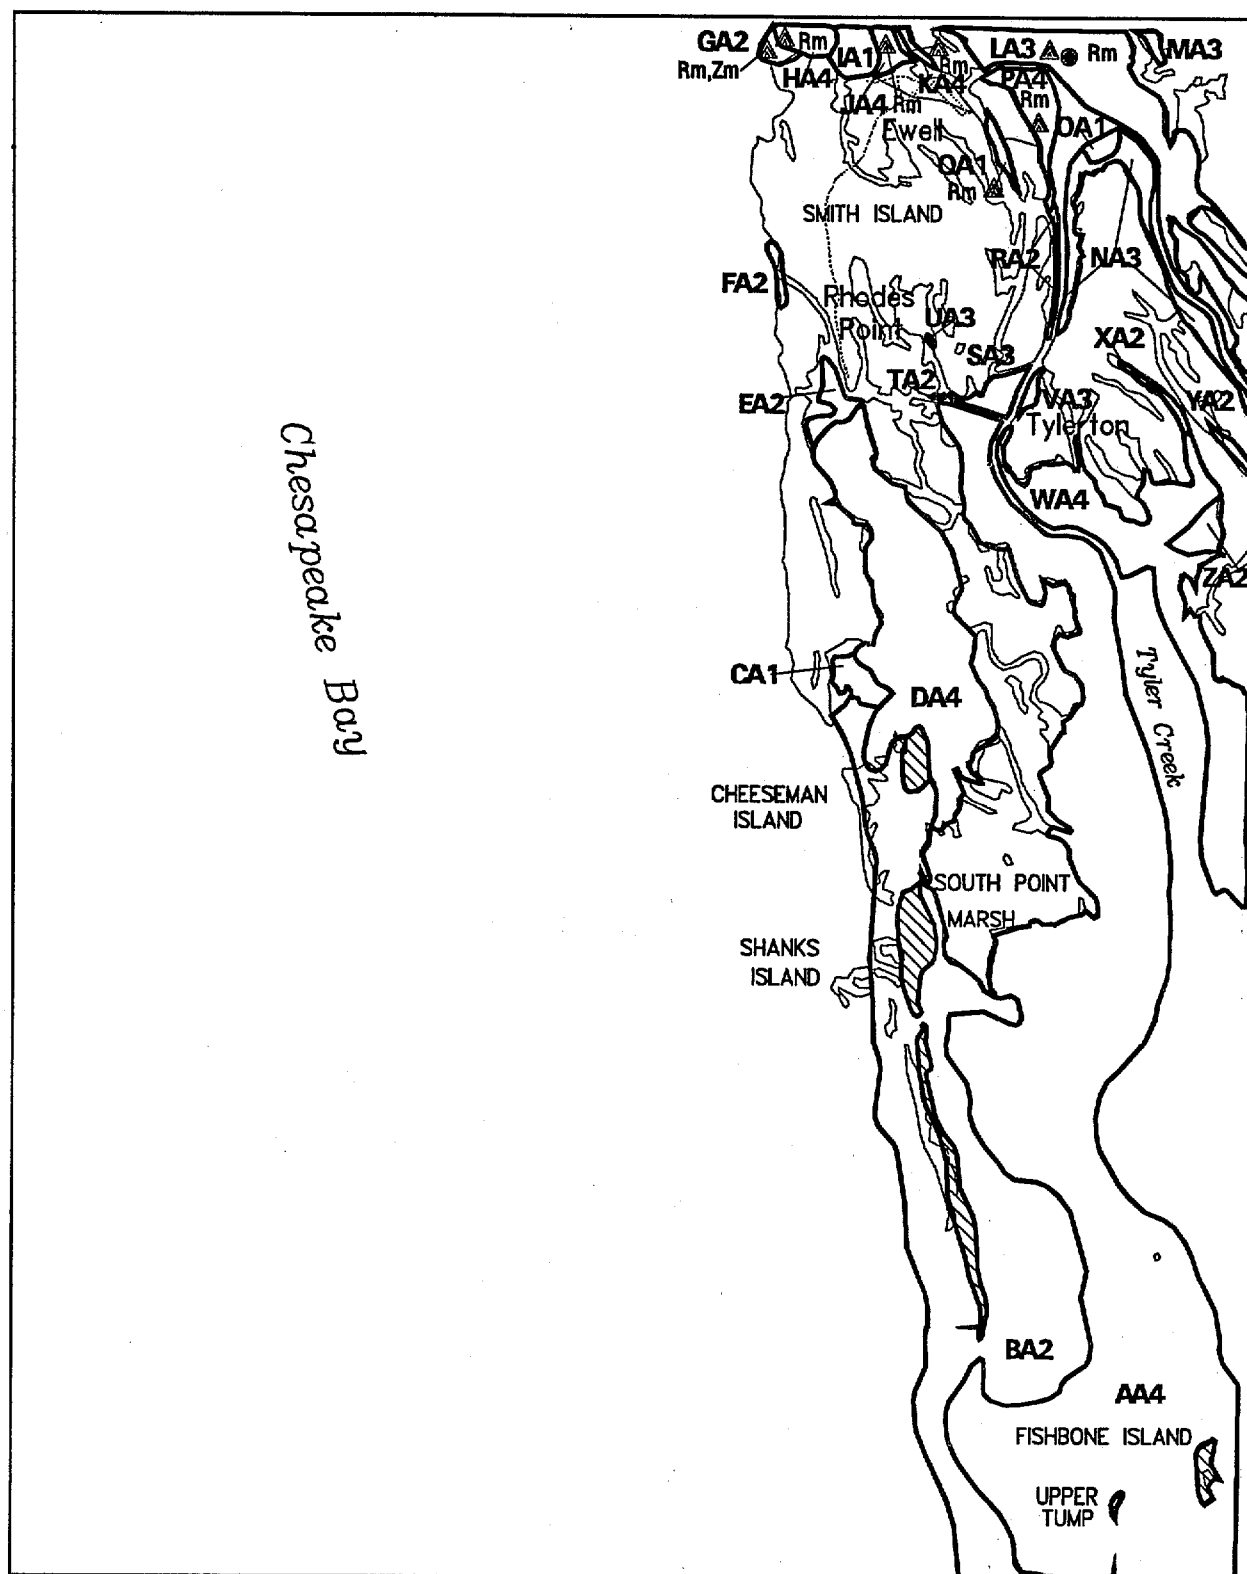 GA2
Rm
Rm,Zm
HA4
IA1
Rm
KA4
JA4
Rm
Ewell
LA3
Rm
MA3
PA4
Rm
OA1
QA1
Rm
SMITH ISLAND
RA2
NA3
FA2
Rhodes
Point
UA3
SA3
XA2
TA2
EA2
VA3
Tylerton
YA2
WA4
ZA2
Chesapeake Bay
CA1
DA4
Tyler Creek
CHEESEMAN
ISLAND
SOUTH POINT
MARSH
SHANKS
ISLAND
BA2
AA4
FISHBONE ISLAND
UPPER
TUMP